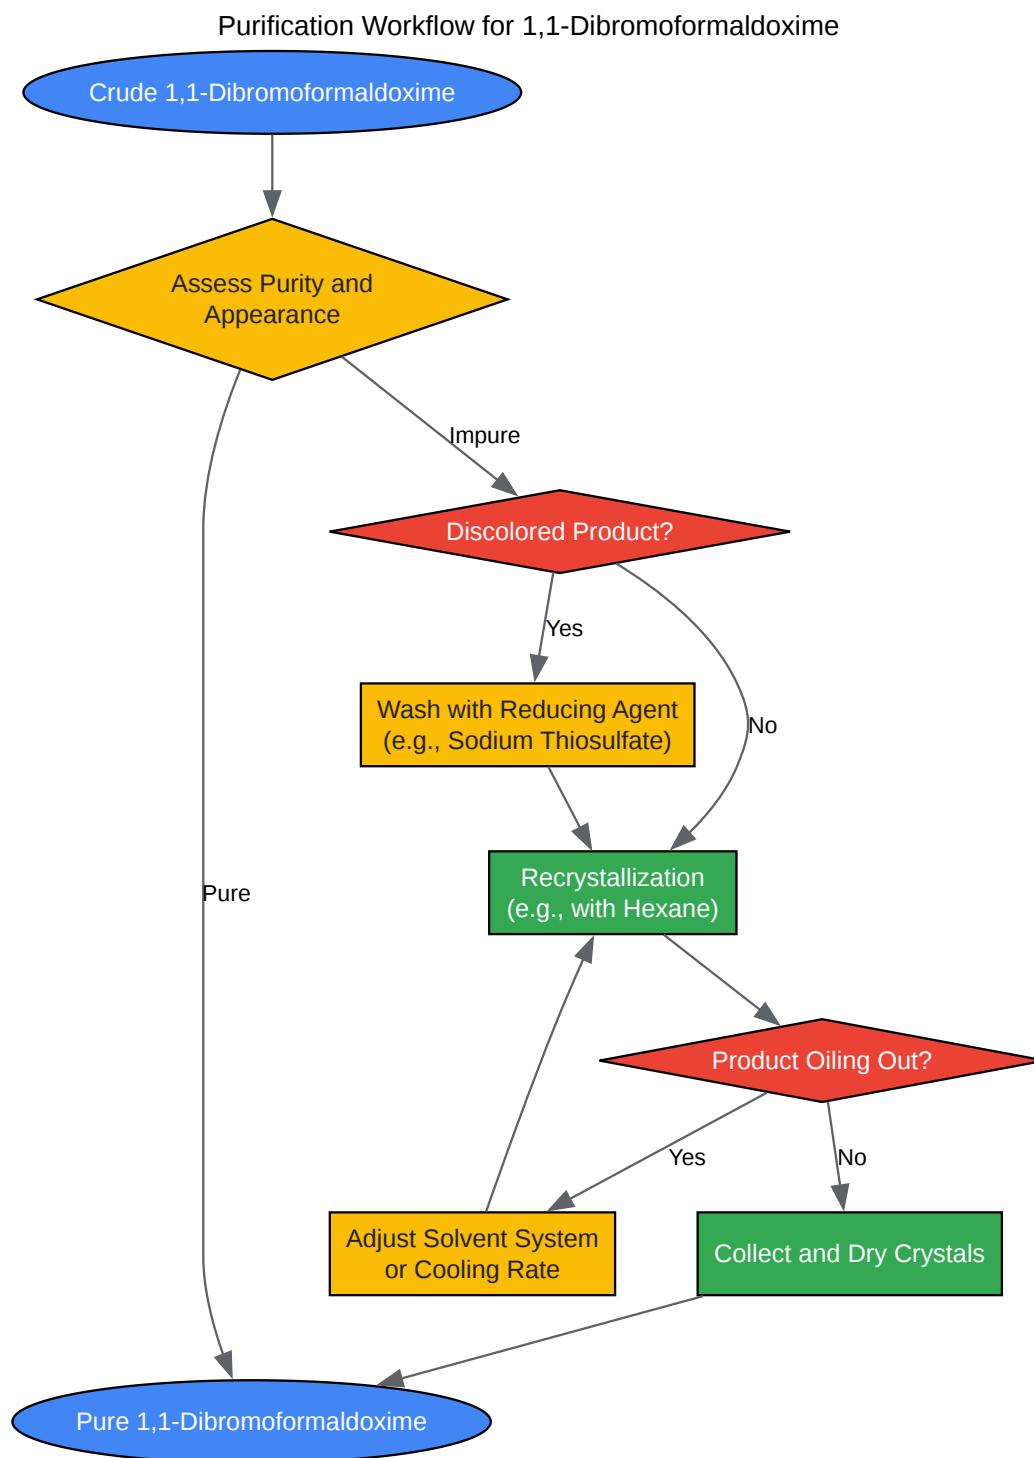 Purification Workflow for 1,1-Dibromoformaldoxime
Crude 1,1-Dibromoformaldoxime
Assess Purity and
Appearance
Impure
Discolored Product?
Yes
Wash with Reducing Agent
(e.g., Sodium Thiosulfate)
No
Recrystallization
(e.g., with Hexane)
Pure
Product Oiling Out?
Yes
No
Adjust Solvent System
or Cooling Rate
Collect and Dry Crystals
Pure 1,1-Dibromoformaldoxime